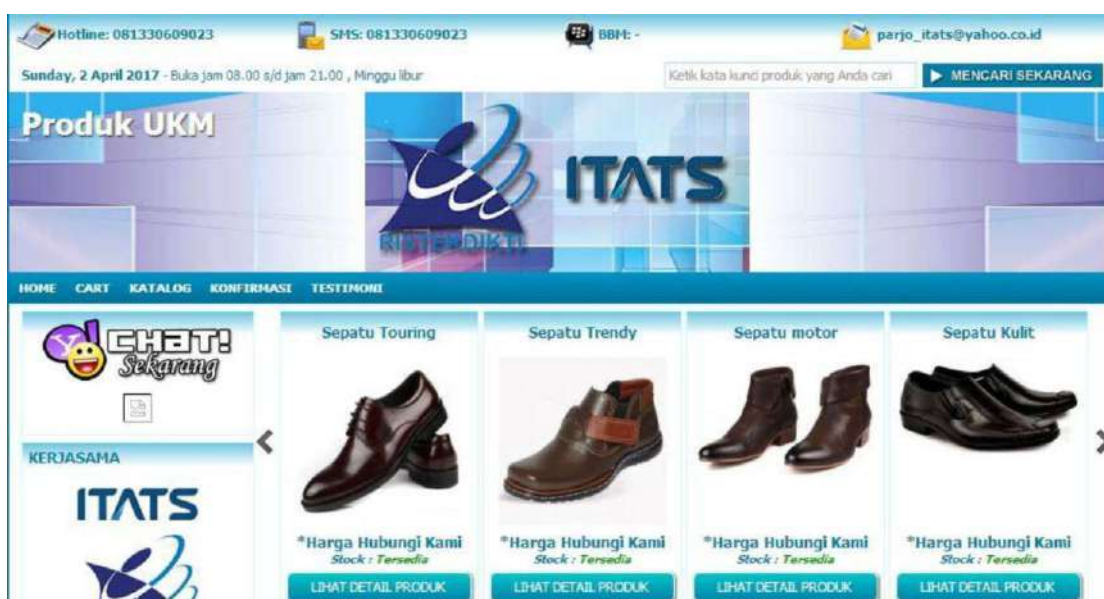 Hotline: 081330609023
SMS: 081330609023
BBM: -
parjo_itats@yahoo.co.id
Sunday, 2 April 2017 - Buka jam 08.00 s/d jam 21.00 , Minggu libur
Ketik kata kunci produk yang Anda cari
MENCARI SEKARANG
Produk UKM
RISTEKDIKTI
ITATS
HOME CART KATALOG KONFIRMASI TESTIMONI
CHAT!
Sekarang
KERJASAMA
ITATS
Sepatu Touring
*Harga Hubungi Kami
Stock : Tersedia
LIHAT DETAIL PRODUK
Sepatu Trendy
*Harga Hubungi Kami
Stock : Tersedia
LIHAT DETAIL PRODUK
Sepatu motor
*Harga Hubungi Kami
Stock : Tersedia
LIHAT DETAIL PRODUK
Sepatu Kulit
*Harga Hubungi Kami
Stock : Tersedia
LIHAT DETAIL PRODUK